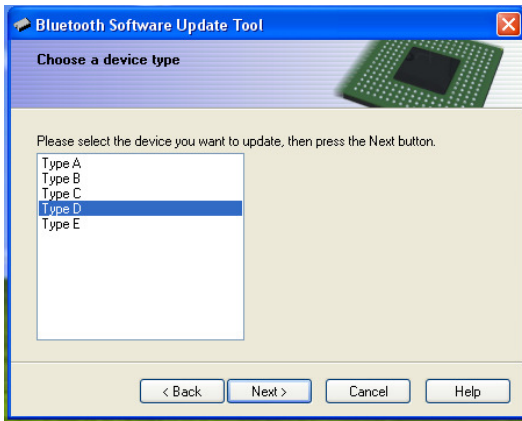 Bluetooth Software Update Tool
Choose a device type
Please select the device you want to update, then press the Next button.
Type A
Type B
Type C
Type D
Type E
< Back Next > Cancel Help